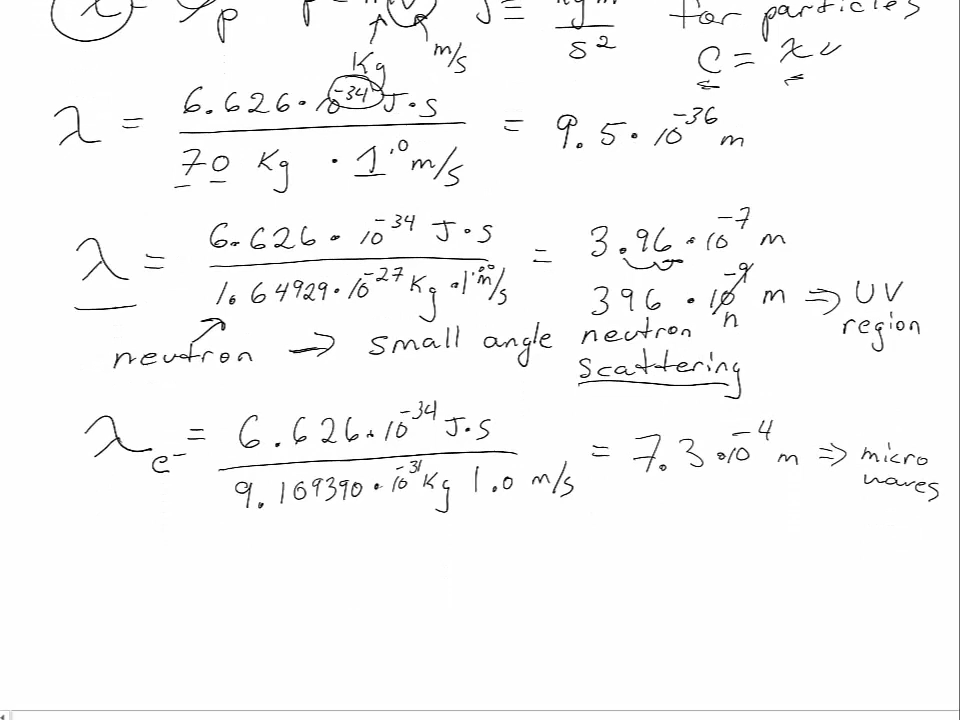 λ = p J = kg m / s² for particles
Kg m/s C = λν
λ = 6.626·10⁻³⁴ J·S / 70 Kg · 1.0 m/s = 9.5·10⁻³⁶ m
λ = 6.626·10⁻³⁴ J·S / 1.64929·10⁻²⁷ Kg · 1.00 m/s = 3.96·10⁻⁷ m
396 · 10⁻⁹ m ⇒ UV region
n
neutron → small angle neutron scattering
λe⁻ = 6.626·10⁻³⁴ J·S / 9.109390·10⁻³¹ Kg 1.0 m/s = 7.3·10⁻⁴ m ⇒ micro waves